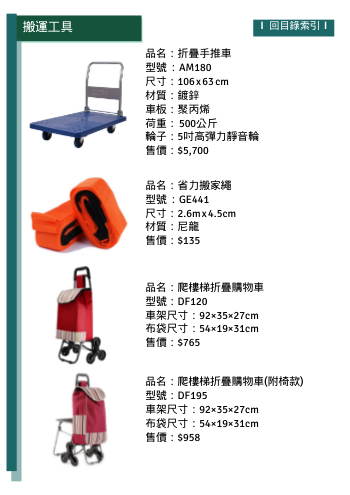 搬運工具
I 回目錄索引 I
品名：折疊手推車
型號：AM180
尺寸：106x63cm
材質：鍍鋅
車板：聚丙烯
荷重：500公斤
輪子：5吋高彈力靜音輪
售價：$5,700
品名：省力搬家繩
型號：GE441
尺寸：2.6mx4.5cm
材質：尼龍
售價：$135
品名：爬樓梯折疊購物車
型號：DF120
車架尺寸：92×35×27cm
布袋尺寸：54×19×31cm
售價：$765
品名：爬樓梯折疊購物車(附椅款)
型號：DF195
車架尺寸：92×35×27cm
布袋尺寸：54×19×31cm
售價：$958